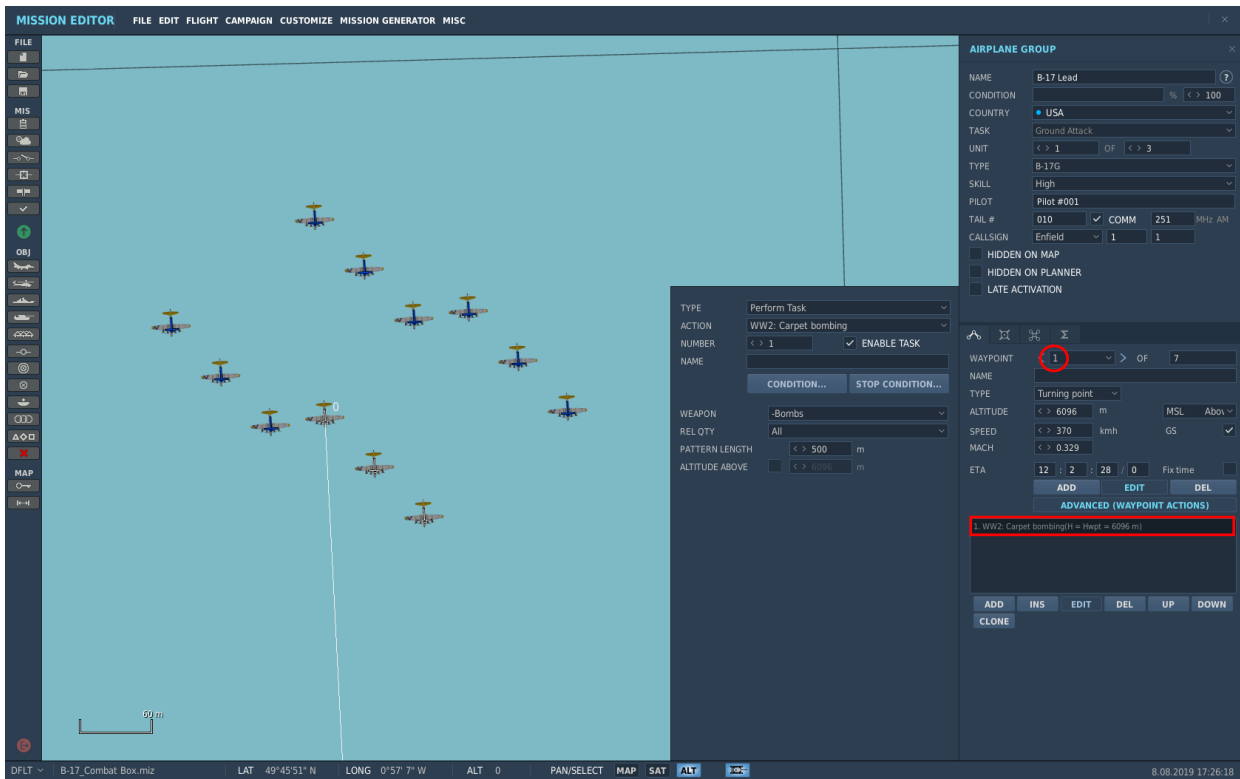 MISSION EDITOR FILE EDIT FLIGHT CAMPAIGN CUSTOMIZE MISSION GENERATOR MISC
FILE
MIS
OBJ
MAP
0
60 m
TYPE Perform Task
ACTION WW2: Carpet bombing
NUMBER < > 1 ENABLE TASK
NAME
CONDITION... STOP CONDITION...
WEAPON -Bombs
REL QTY All
PATTERN LENGTH < > 500 m
ALTITUDE ABOVE < > 6096 m
AIRPLANE GROUP
NAME B-17 Lead ?
CONDITION % < > 100
COUNTRY USA
TASK Ground Attack
UNIT < > 1 OF < > 3
TYPE B-17G
SKILL High
PILOT Pilot #001
TAIL # 010 COMM 251 MHz AM
CALLSIGN Enfield 1 1
HIDDEN ON MAP
HIDDEN ON PLANNER
LATE ACTIVATION
WAYPOINT < 1 > OF 7
NAME
TYPE Turning point
ALTITUDE < > 6096 m MSL Abov
SPEED < > 370 kmh GS
MACH < > 0.329
ETA 12 : 2 : 28 / 0 Fix time
ADD EDIT DEL
ADVANCED (WAYPOINT ACTIONS)
1. WW2: Carpet bombing(H = Hwpt = 6096 m)
ADD INS EDIT DEL UP DOWN
CLONE
DFLT B-17_Combat Box.miz LAT 49°45'51" N LONG 0°57' 7" W ALT 0 PAN/SELECT MAP SAT ALT 8.08.2019 17:26:18